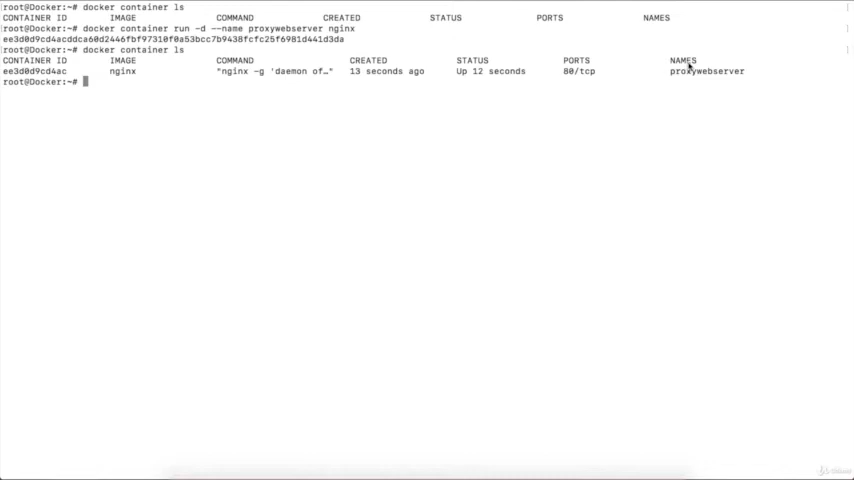 root@Docker:~# docker container ls
CONTAINER ID IMAGE COMMAND CREATED STATUS PORTS NAMES
root@Docker:~# docker container run -d --name proxywebserver nginx
ee3d0d9cd4acddca60d2446fbf97310f0a53bcc7b9438fcfc25f6981d441d3da
root@Docker:~# docker container ls
CONTAINER ID IMAGE COMMAND CREATED STATUS PORTS NAMES
ee3d0d9cd4ac nginx "nginx -g 'daemon of…" 13 seconds ago Up 12 seconds 80/tcp proxywebserver
root@Docker:~#